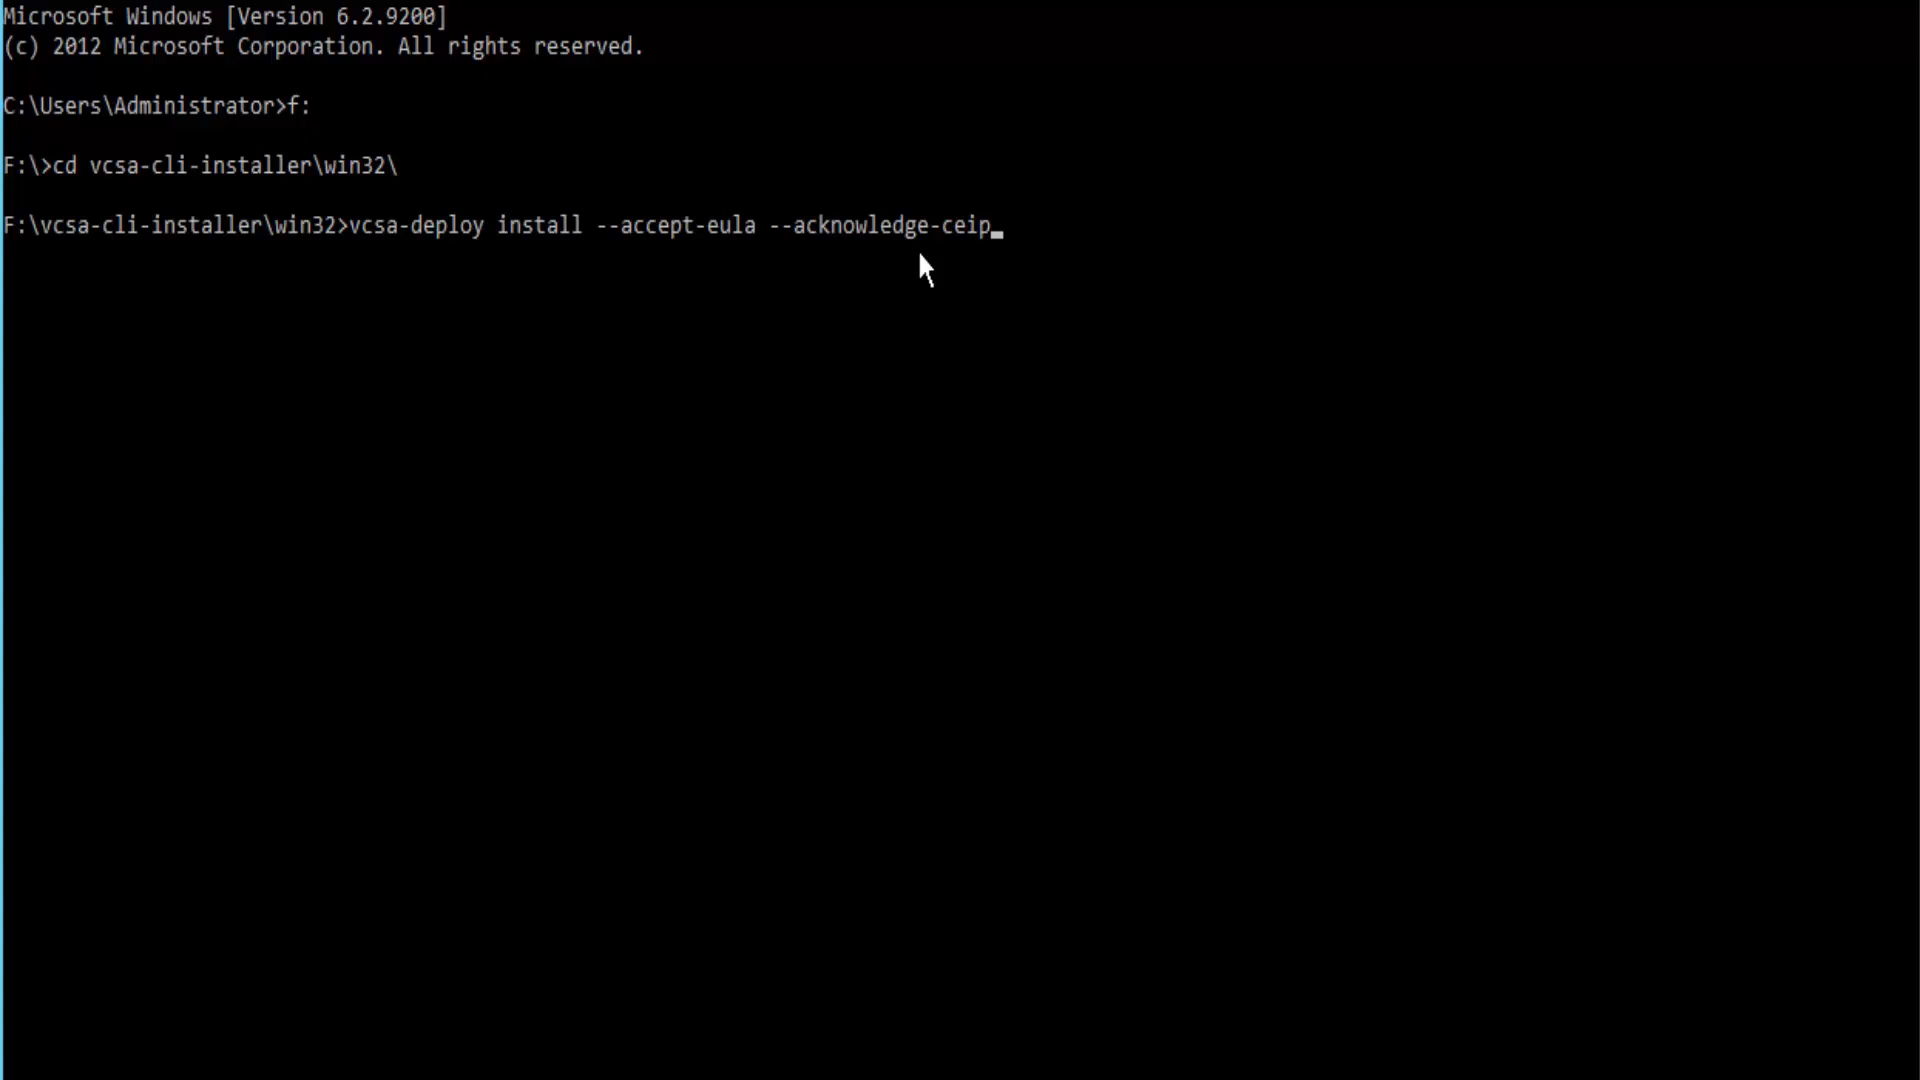 Microsoft Windows [Version 6.2.9200]
(c) 2012 Microsoft Corporation. All rights reserved.
C:\Users\Administrator>f:
F:\>cd vcsa-cli-installer\win32\
F:\vcsa-cli-installer\win32>vcsa-deploy install --accept-eula --acknowledge-ceip